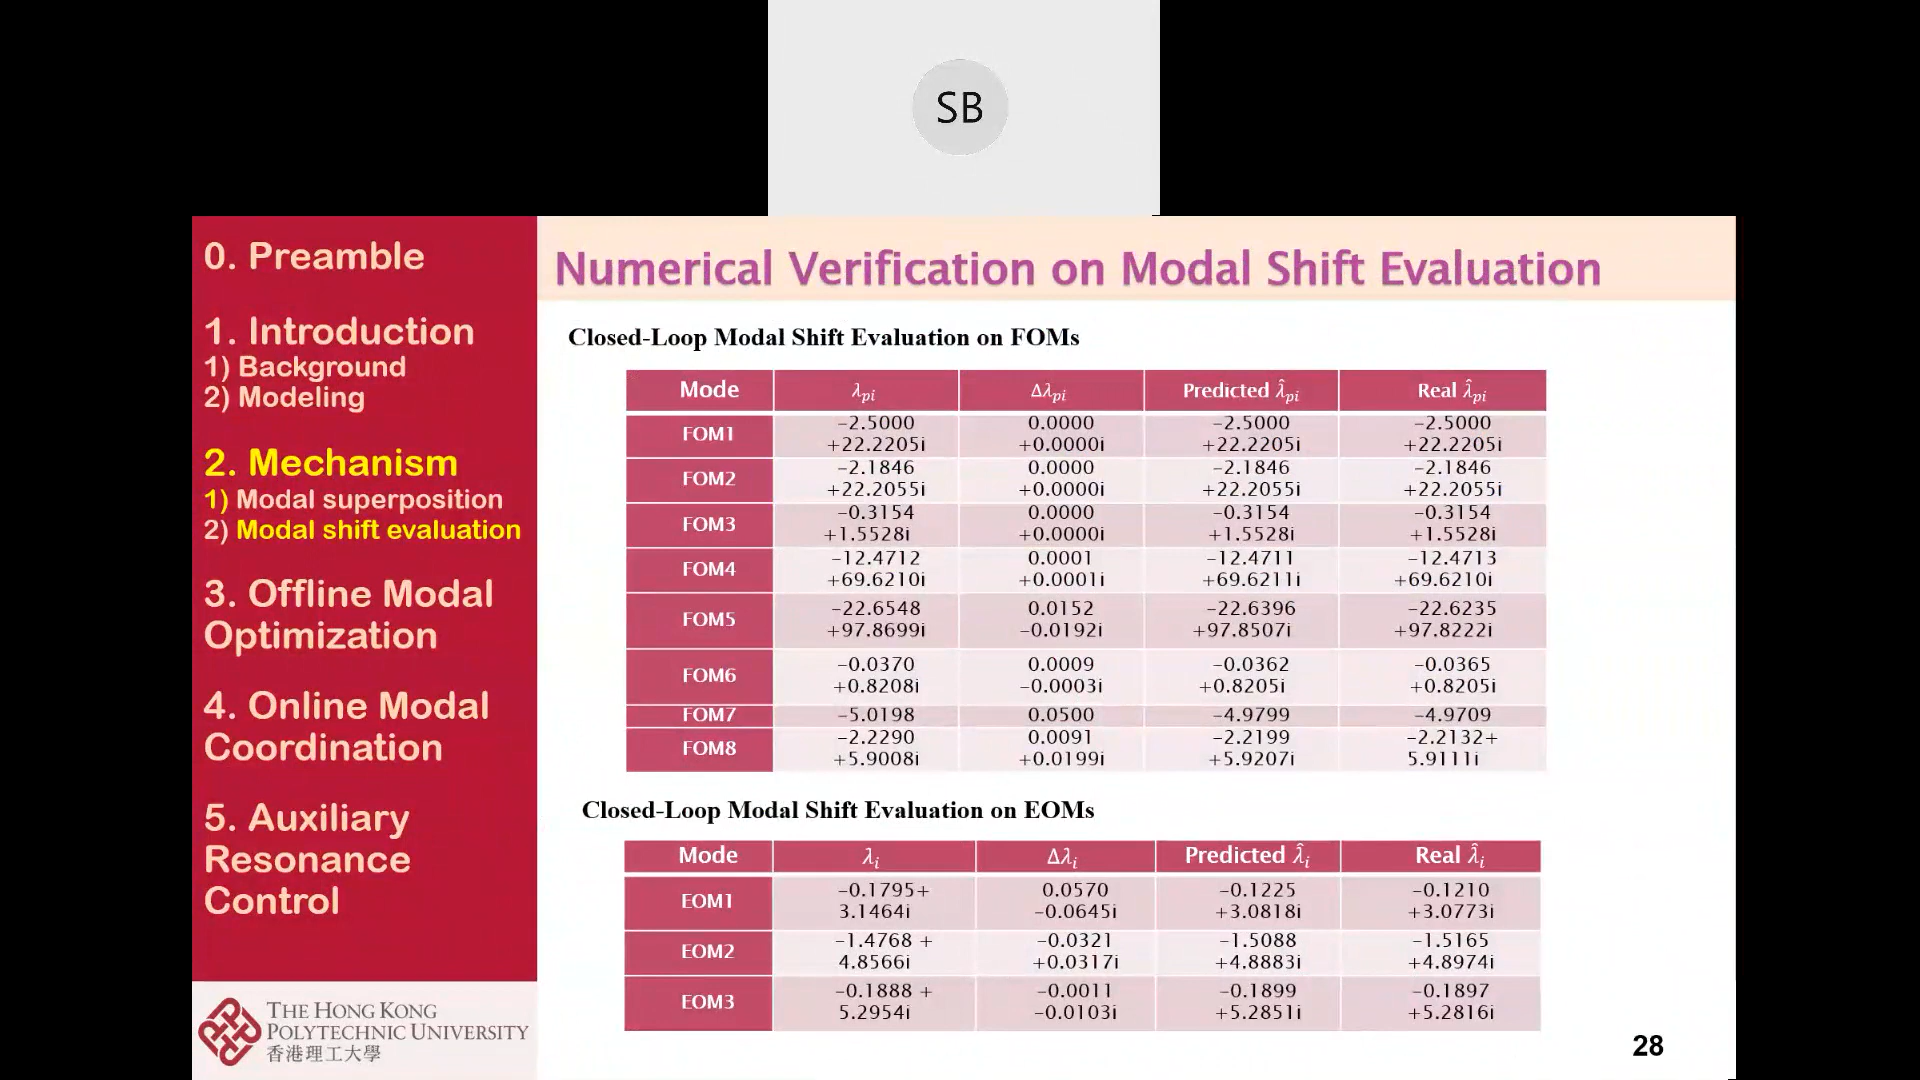 SB
0. Preamble
1. Introduction
1) Background
2) Modeling
2. Mechanism
1) Modal superposition
2) Modal shift evaluation
3. Offline Modal
Optimization
4. Online Modal
Coordination
5. Auxiliary
Resonance
Control
THE HONG KONG
POLYTECHNIC UNIVERSITY
香港理工大學
Numerical Verification on Modal Shift Evaluation
Closed-Loop Modal Shift Evaluation on FOMs
Mode λpi Δλpi Predicted λ̂pi Real λ̂pi
FOM1 -2.5000 +22.2205i 0.0000 +0.0000i -2.5000 +22.2205i -2.5000 +22.2205i
FOM2 -2.1846 +22.2055i 0.0000 +0.0000i -2.1846 +22.2055i -2.1846 +22.2055i
FOM3 -0.3154 +1.5528i 0.0000 +0.0000i -0.3154 +1.5528i -0.3154 +1.5528i
FOM4 -12.4712 +69.6210i 0.0001 +0.0001i -12.4711 +69.6211i -12.4713 +69.6210i
FOM5 -22.6548 +97.8699i 0.0152 -0.0192i -22.6396 +97.8507i -22.6235 +97.8222i
FOM6 -0.0370 +0.8208i 0.0009 -0.0003i -0.0362 +0.8205i -0.0365 +0.8205i
FOM7 -5.0198 0.0500 -4.9799 -4.9709
FOM8 -2.2290 +5.9008i 0.0091 +0.0199i -2.2199 +5.9207i -2.2132+ 5.9111i
Closed-Loop Modal Shift Evaluation on EOMs
Mode λi Δλi Predicted λ̂i Real λ̂i
EOM1 -0.1795+ 3.1464i 0.0570 -0.0645i -0.1225 +3.0818i -0.1210 +3.0773i
EOM2 -1.4768 + 4.8566i -0.0321 +0.0317i -1.5088 +4.8883i -1.5165 +4.8974i
EOM3 -0.1888 + 5.2954i -0.0011 -0.0103i -0.1899 +5.2851i -0.1897 +5.2816i
28